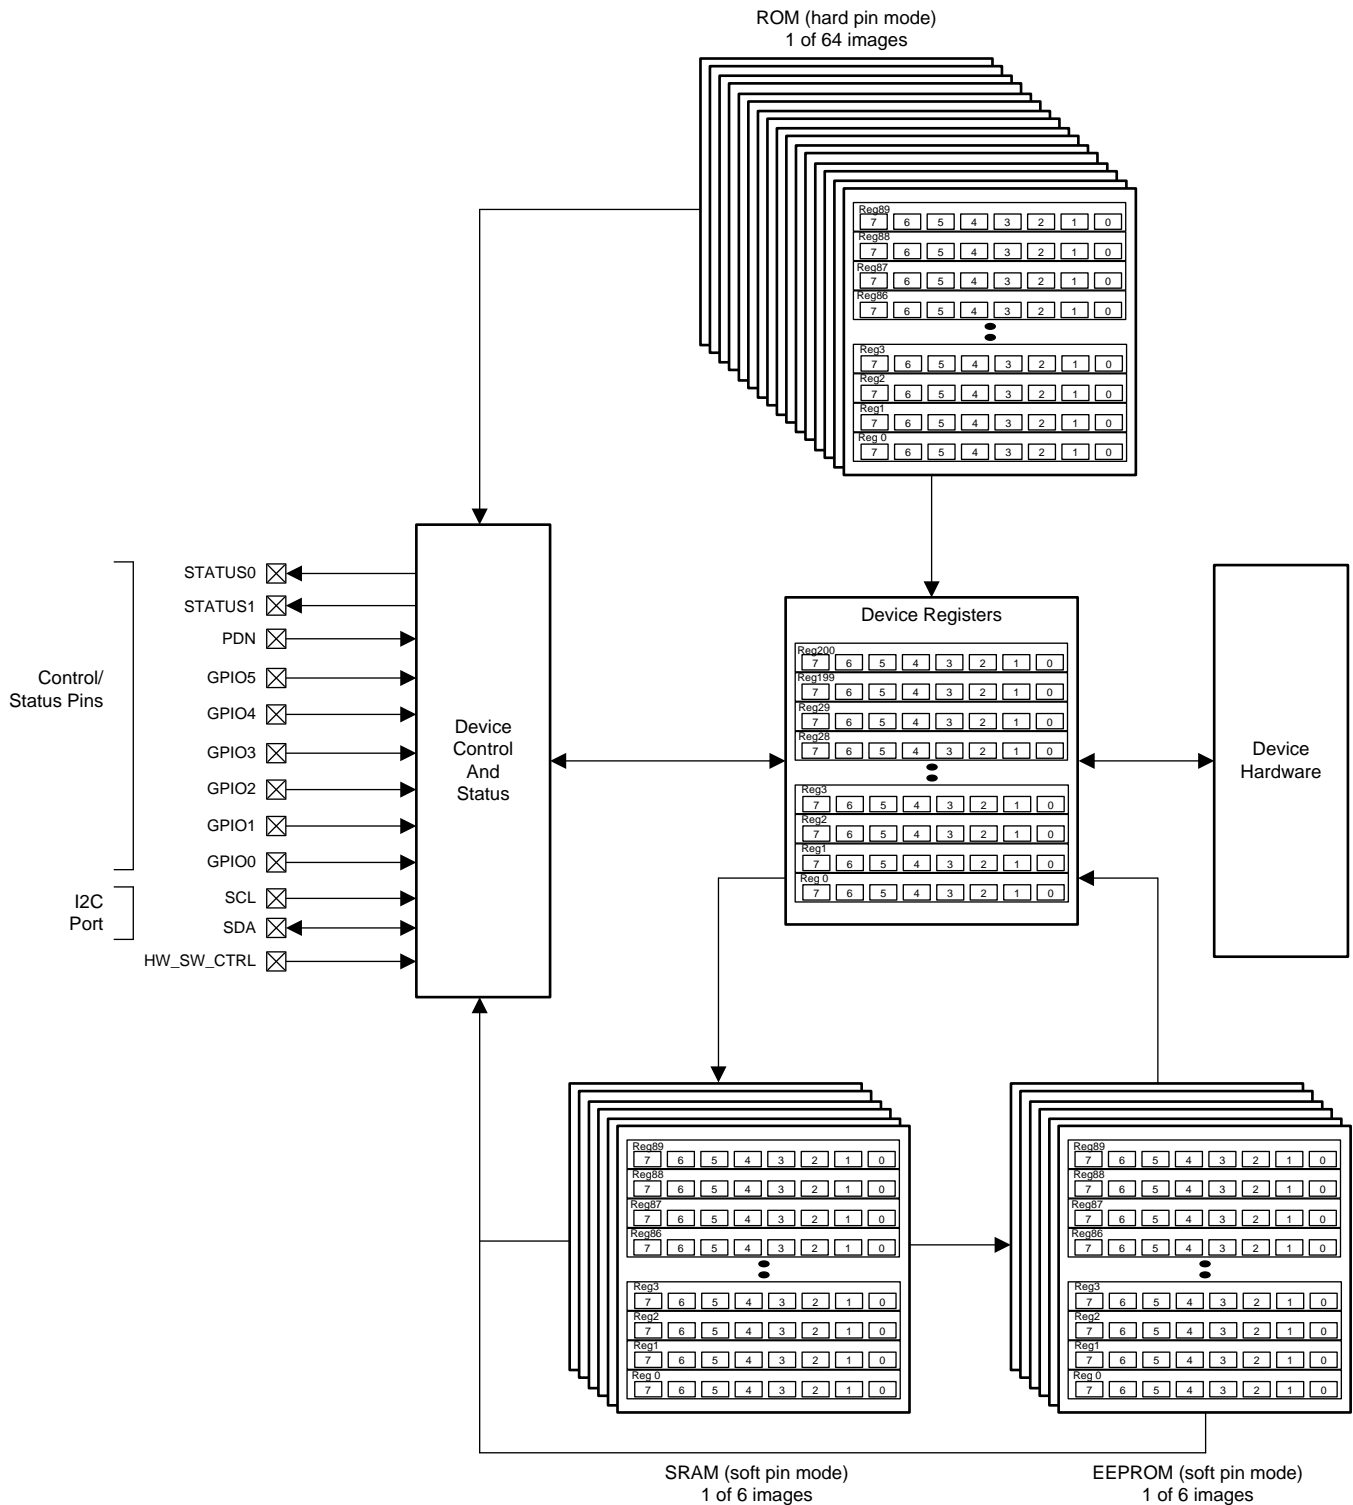 ROM (hard pin mode)
1 of 64 images
Reg89
7 6 5 4 3 2 1 0
Reg88
7 6 5 4 3 2 1 0
Reg87
7 6 5 4 3 2 1 0
Reg86
7 6 5 4 3 2 1 0
Reg3
7 6 5 4 3 2 1 0
Reg2
7 6 5 4 3 2 1 0
Reg1
7 6 5 4 3 2 1 0
Reg 0
7 6 5 4 3 2 1 0
Control/
Status Pins
STATUS0
STATUS1
PDN
GPIO5
GPIO4
GPIO3
GPIO2
GPIO1
GPIO0
I2C
Port
SCL
SDA
HW_SW_CTRL
Device
Control
And
Status
Device Registers
Reg200
7 6 5 4 3 2 1 0
Reg199
7 6 5 4 3 2 1 0
Reg29
7 6 5 4 3 2 1 0
Reg28
7 6 5 4 3 2 1 0
Reg3
7 6 5 4 3 2 1 0
Reg2
7 6 5 4 3 2 1 0
Reg1
7 6 5 4 3 2 1 0
Reg 0
7 6 5 4 3 2 1 0
Device
Hardware
Reg89
7 6 5 4 3 2 1 0
Reg88
7 6 5 4 3 2 1 0
Reg87
7 6 5 4 3 2 1 0
Reg86
7 6 5 4 3 2 1 0
Reg3
7 6 5 4 3 2 1 0
Reg2
7 6 5 4 3 2 1 0
Reg1
7 6 5 4 3 2 1 0
Reg 0
7 6 5 4 3 2 1 0
SRAM (soft pin mode)
1 of 6 images
Reg89
7 6 5 4 3 2 1 0
Reg88
7 6 5 4 3 2 1 0
Reg87
7 6 5 4 3 2 1 0
Reg86
7 6 5 4 3 2 1 0
Reg3
7 6 5 4 3 2 1 0
Reg2
7 6 5 4 3 2 1 0
Reg1
7 6 5 4 3 2 1 0
Reg 0
7 6 5 4 3 2 1 0
EEPROM (soft pin mode)
1 of 6 images